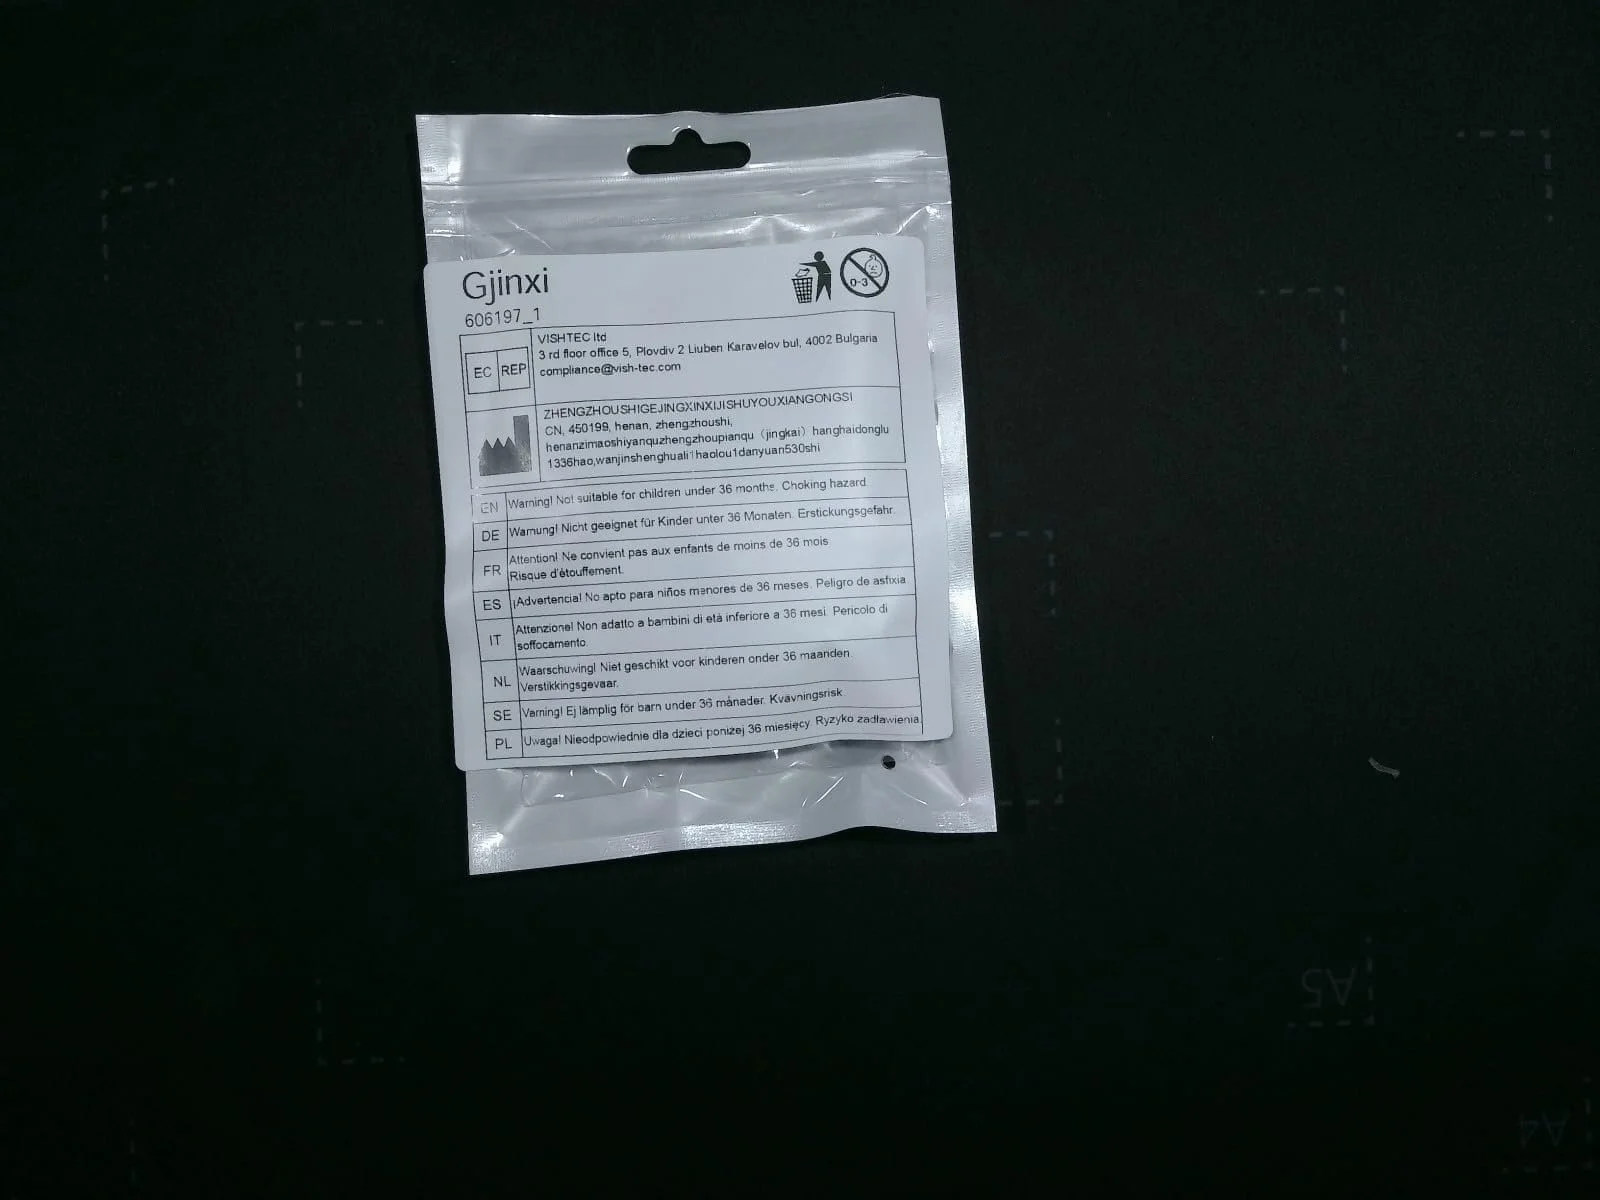 Gjinxi
606197_1
0-3
EC REP
VISHTEC ltd
3 rd floor office 5, Plovdiv 2 Liuben Karavelov bul, 4002 Bulgaria
compliance@vish-tec.com
ZHENGZHOUSHIGEJINGXINXIJISHUYOUXIANGONGSI
CN, 450199, henan, zhengzhoushi,
henanzimaoshiyanquzhengzhoupianqu（jingkai）hanghaidonglu
1336hao,wanjinshenghuali1haolou1danyuan530shi
EN Warning! Not suitable for children under 36 months. Choking hazard.
DE Warnung! Nicht geeignet für Kinder unter 36 Monaten. Erstickungsgefahr.
FR Attention! Ne convient pas aux enfants de moins de 36 mois
Risque d'étouffement.
ES ¡Advertencia! No apto para niños menores de 36 meses. Peligro de asfixia.
IT Attenzione! Non adatto a bambini di età inferiore a 36 mesi. Pericolo di
soffocamento.
NL Waarschuwing! Niet geschikt voor kinderen onder 36 maanden.
Verstikkingsgevaar.
SE Varning! Ej lämplig för barn under 36 månader. Kvävningsrisk
PL Uwaga! Nieodpowiednie dla dzieci poniżej 36 miesięcy. Ryzyko zadławienia.
A5
A4